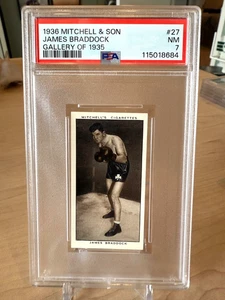 1936 MITCHELL & SON #27
JAMES BRADDOCK NM
GALLERY OF 1935 7
PSA 115018684
MITCHELL'S CIGARETTES
JAMES BRADDOCK